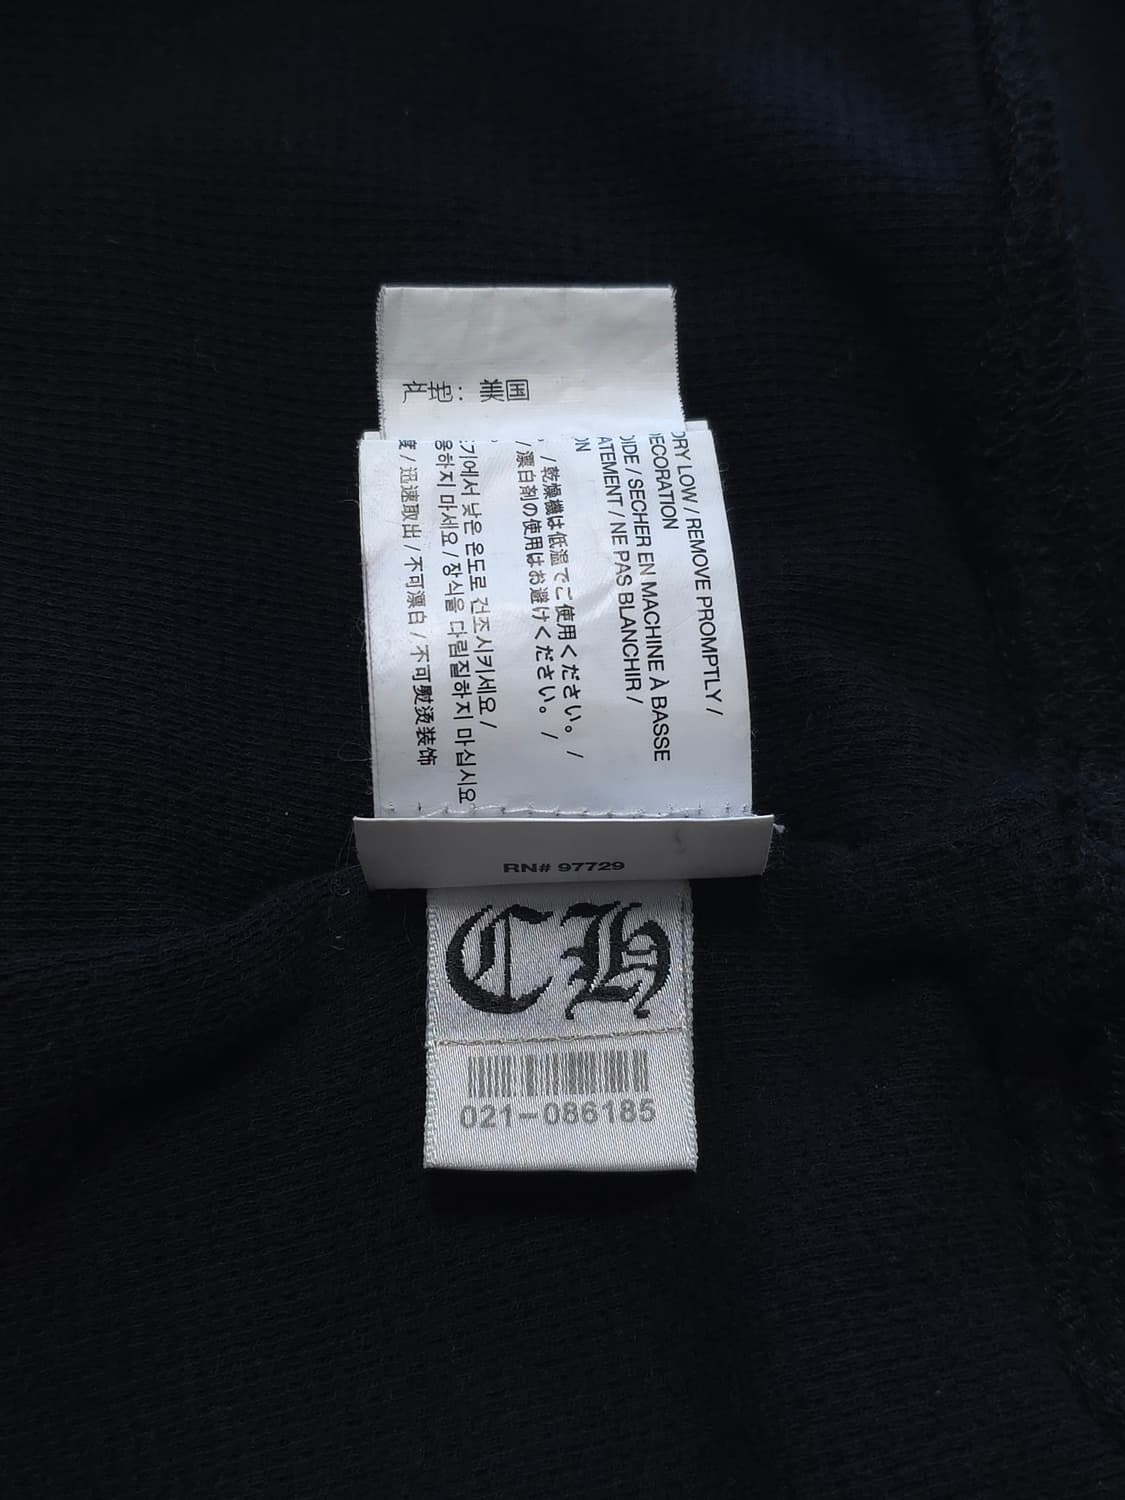 产地：美国
DRY LOW / REMOVE PROMPTLY /
DECORATION
/ SECHER EN MACHINE À BASSE
/ NE PAS BLANCHIR /
/乾燥機は低温でご使用ください。/
/漂白剤の使用はお避けください。/
기에서 낮은 온도로 건조시키세요 /
용하지 마세요 / 장식을 다림질하지 마십시요
度 / 迅速取出 / 不可漂白 / 不可熨烫装饰
RN# 97729
CH
021-086185